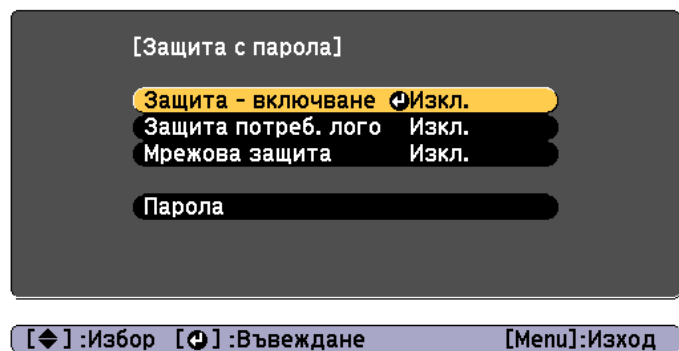 [Защита с парола]
Защита - включване Изкл.
Защита потреб. лого Изкл.
Мрежова защита Изкл.
Парола
[ ] :Избор [ ] :Въвеждане [Menu]:Изход